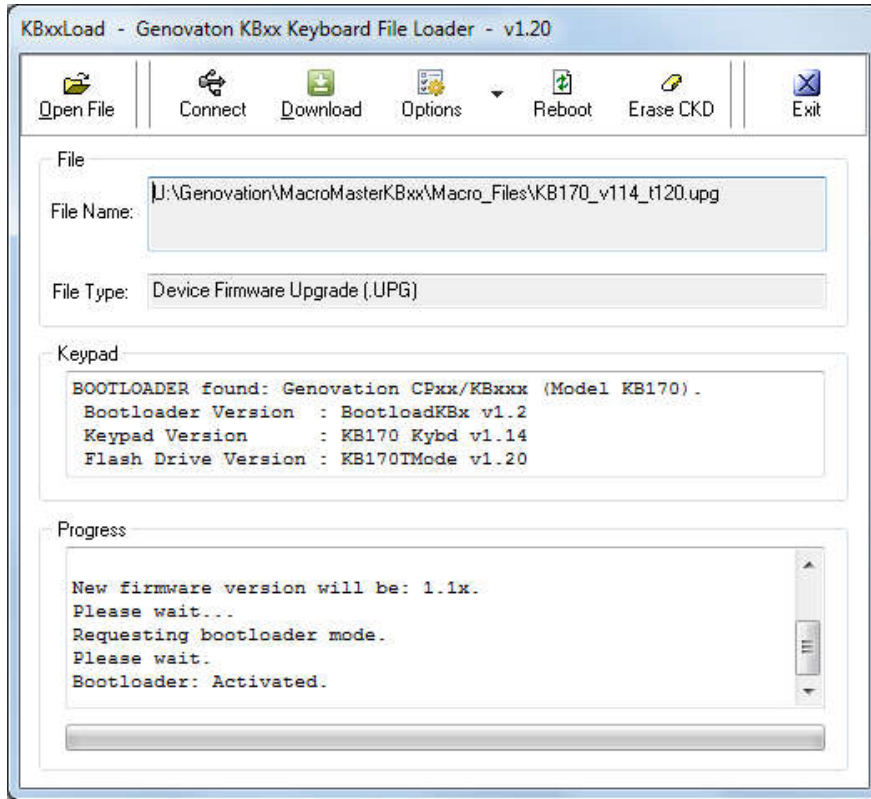 KBxxLoad - Genovaton KBxx Keyboard File Loader - v1.20
Open File Connect Download Options Reboot Erase CKD Exit
File
File Name: U:\Genovation\MacroMasterKBxx\Macro_Files\KB170_v114_t120.upg
File Type: Device Firmware Upgrade (.UPG)
Keypad
BOOTLOADER found: Genovation CPxx/KBxxx (Model KB170).
Bootloader Version : BootloadKBx v1.2
Keypad Version : KB170 Kybd v1.14
Flash Drive Version : KB170TMode v1.20
Progress
New firmware version will be: 1.1x.
Please wait...
Requesting bootloader mode.
Please wait.
Bootloader: Activated.